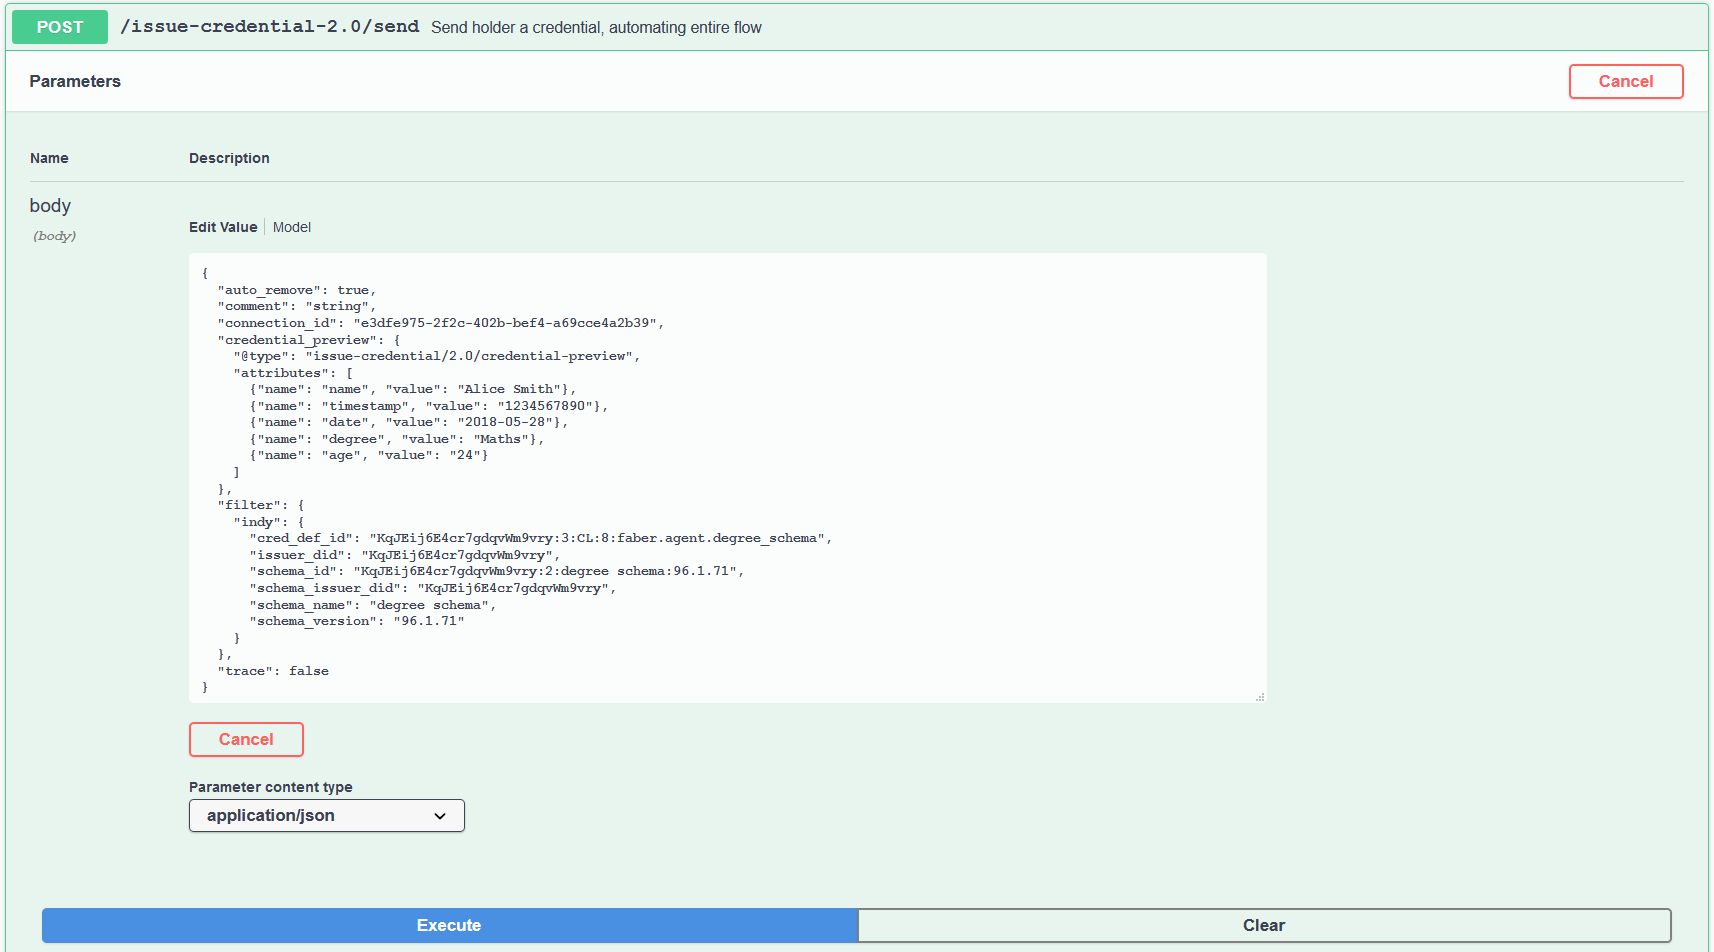 POST /issue-credential-2.0/send Send holder a credential, automating entire flow
Parameters Cancel
Name Description
body
(body)
Edit Value Model
{
  "auto_remove": true,
  "comment": "string",
  "connection_id": "e3dfe975-2f2c-402b-bef4-a69cce4a2b39",
  "credential_preview": {
    "@type": "issue-credential/2.0/credential-preview",
    "attributes": [
      {"name": "name", "value": "Alice Smith"},
      {"name": "timestamp", "value": "1234567890"},
      {"name": "date", "value": "2018-05-28"},
      {"name": "degree", "value": "Maths"},
      {"name": "age", "value": "24"}
    ]
  },
  "filter": {
    "indy": {
      "cred_def_id": "KqJEij6E4cr7gdqvWm9vry:3:CL:8:faber.agent.degree_schema",
      "issuer_did": "KqJEij6E4cr7gdqvWm9vry",
      "schema_id": "KqJEij6E4cr7gdqvWm9vry:2:degree schema:96.1.71",
      "schema_issuer_did": "KqJEij6E4cr7gdqvWm9vry",
      "schema_name": "degree schema",
      "schema_version": "96.1.71"
    }
  },
  "trace": false
}
Cancel
Parameter content type
application/json
Execute Clear